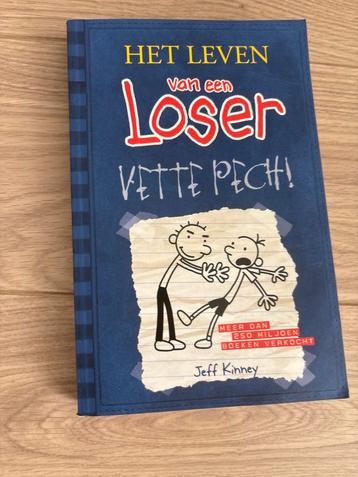 HET LEVEN
van een
Loser
VETTE PECH!
MEER DAN
250 MILJOEN
BOEKEN VERKOCHT
Jeff Kinney